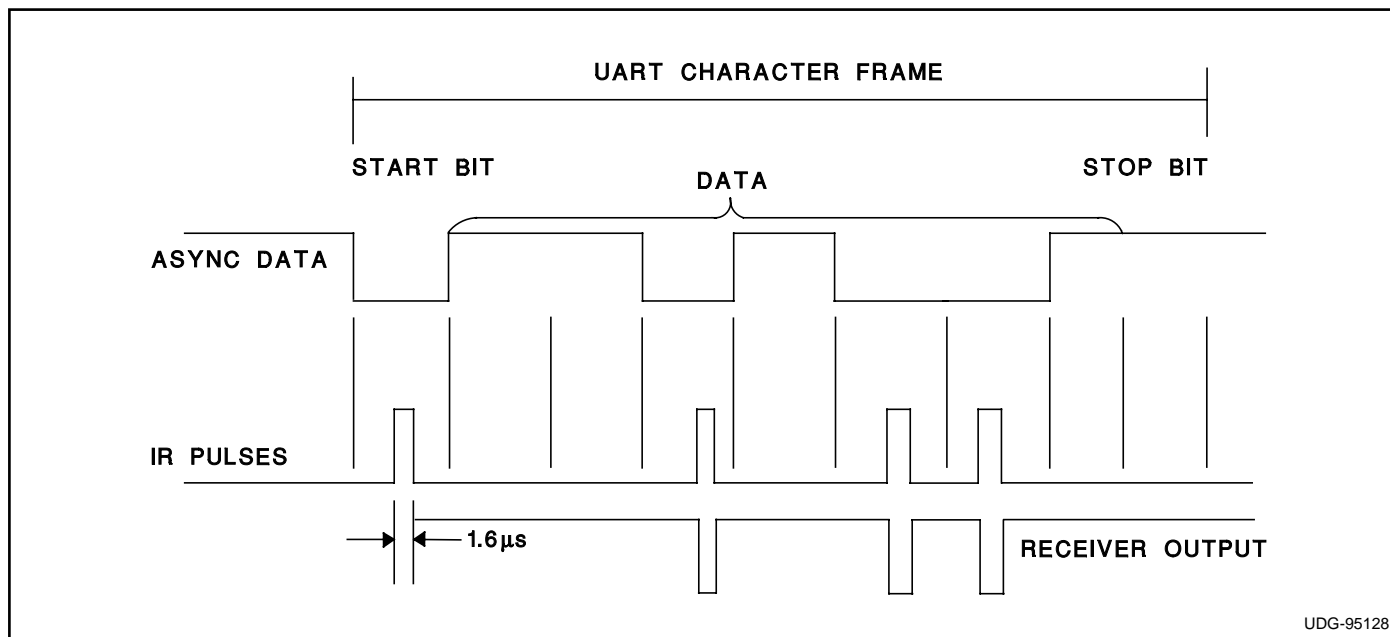 UART CHARACTER FRAME
START BIT
STOP BIT
DATA
ASYNC DATA
IR PULSES
1.6µs
RECEIVER OUTPUT
UDG-95128